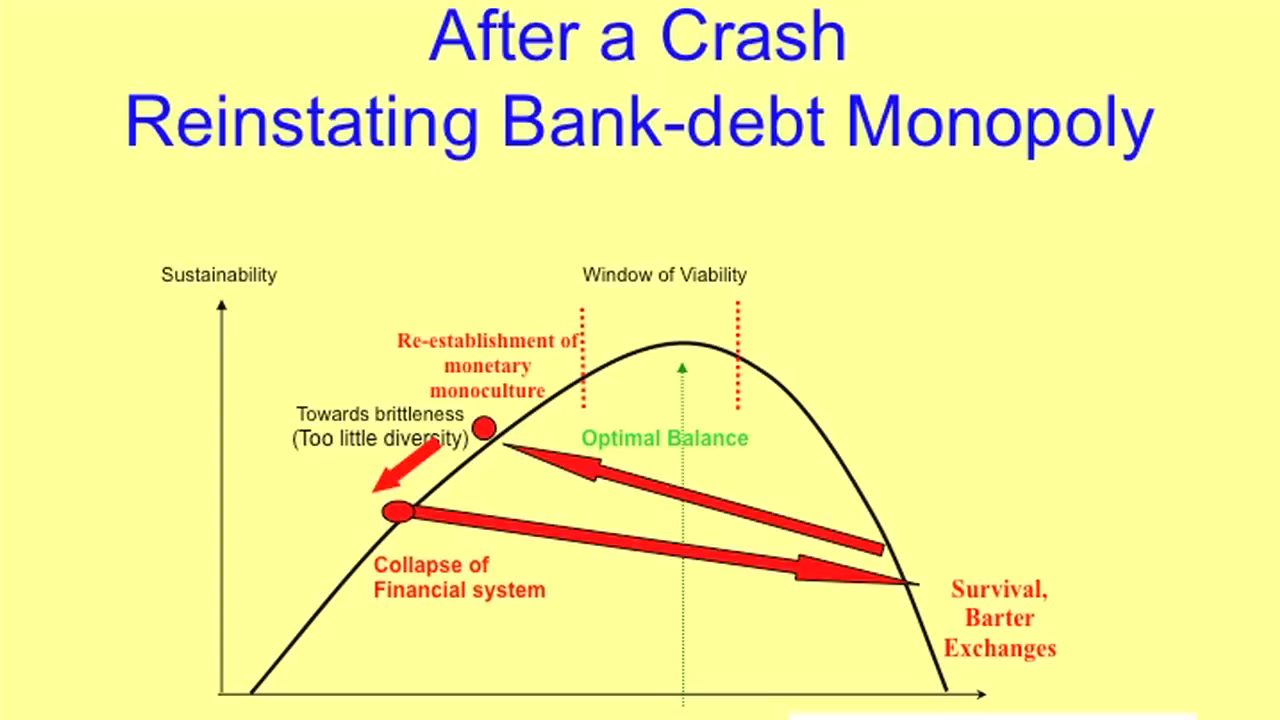 After a Crash
Reinstating Bank-debt Monopoly
Sustainability
Window of Viability
Re-establishment of
monetary
monoculture
Towards brittleness
(Too little diversity)
Optimal Balance
Collapse of
Financial system
Survival,
Barter
Exchanges